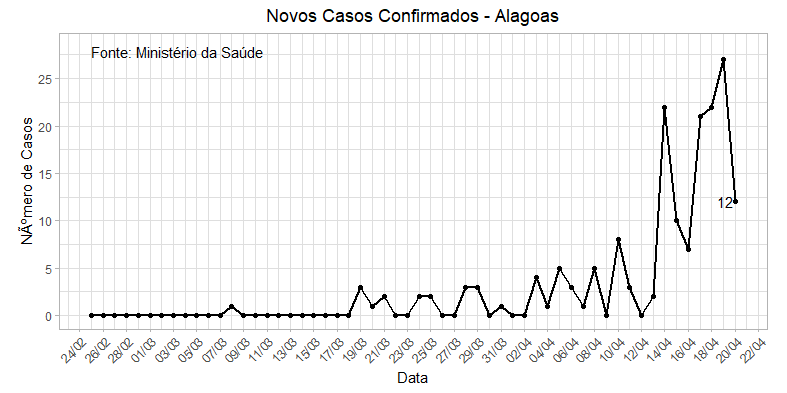 Novos Casos Confirmados - Alagoas
Fonte: Ministério da Saúde
NÃºmero de Casos
25
20
15
10
5
0
12
24/02 26/02 28/02 01/03 03/03 05/03 07/03 09/03 11/03 13/03 15/03 17/03 19/03 21/03 23/03 25/03 27/03 29/03 31/03 02/04 04/04 06/04 08/04 10/04 12/04 14/04 16/04 18/04 20/04 22/04
Data